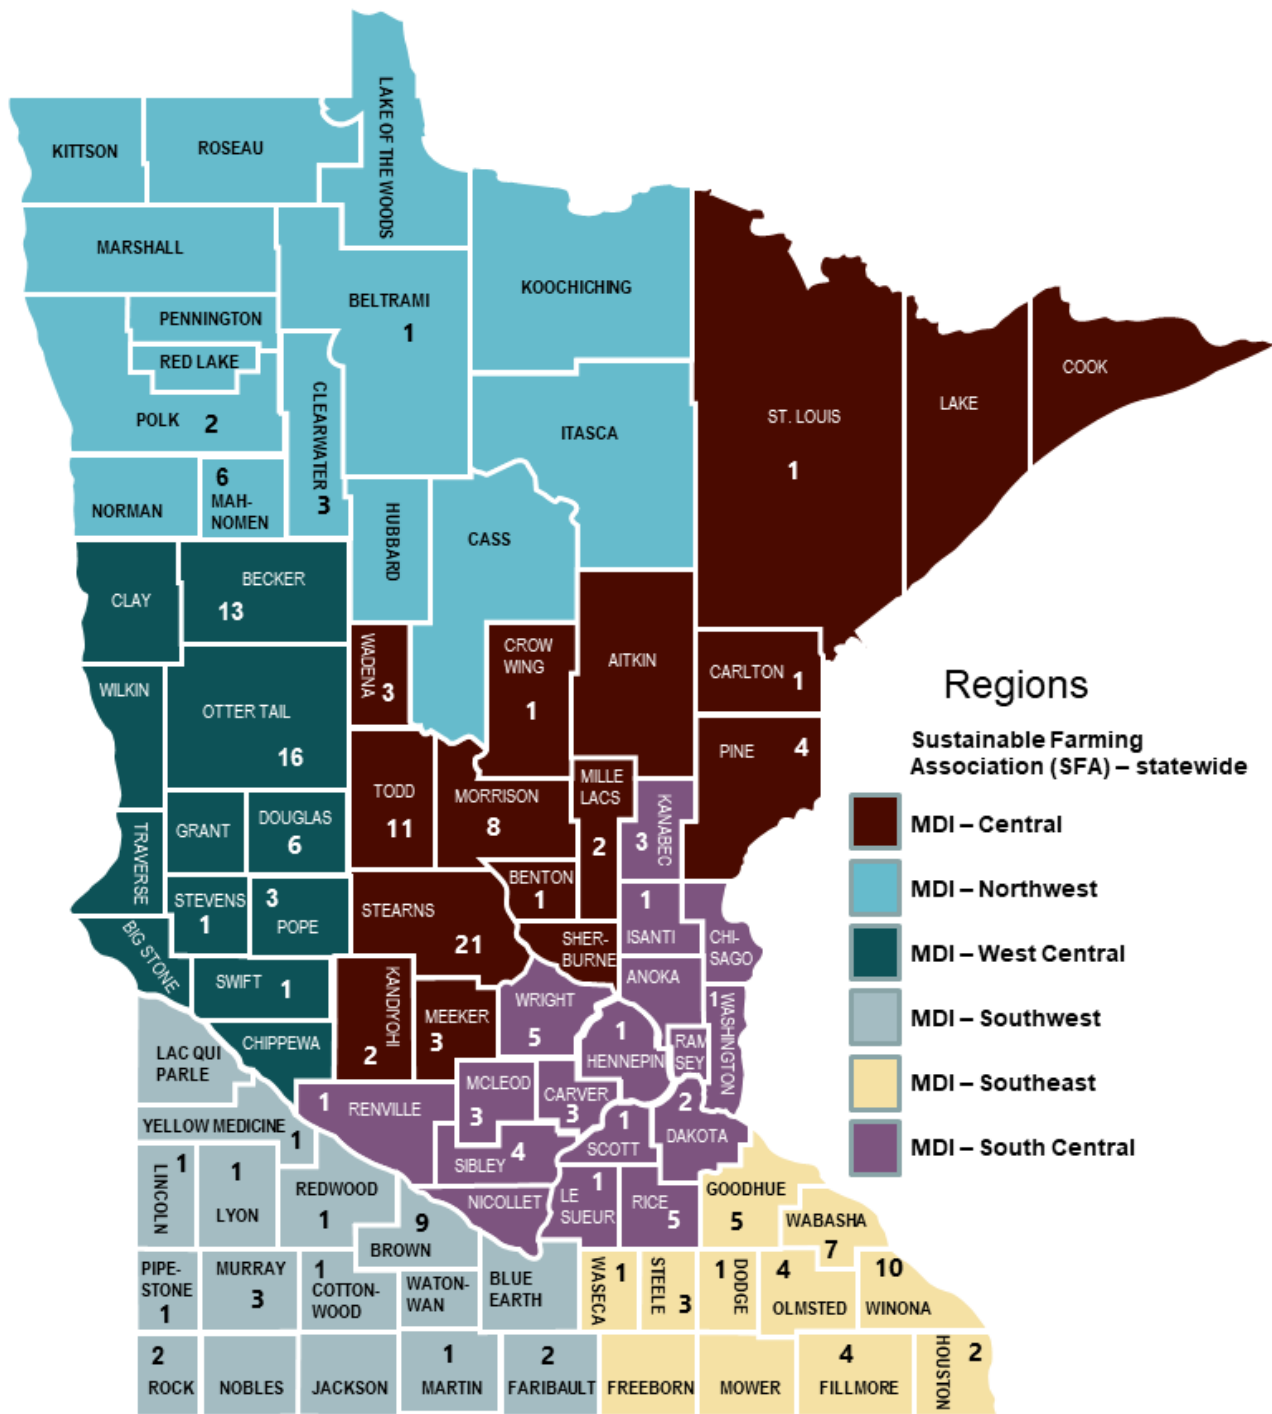 LAKE OF THE WOODS
KITTSON
ROSEAU
MARSHALL
BELTRAMI
1
KOOCHICHING
PENNINGTON
RED LAKE
POLK 2
CLEARWATER
3
ITASCA
ST. LOUIS
1
LAKE
COOK
NORMAN
6
MAH-
NOMEN
HUBBARD
CASS
CLAY
BECKER
13
WADENA
3
CROW
WING
1
AITKIN
CARLTON 1
WILKIN
OTTER TAIL
16
PINE 4
TODD
11
MORRISON
8
MILLE
LACS
2
KANABEC
3
TRAVERSE
GRANT
DOUGLAS
6
STEVENS
1
3
POPE
STEARNS
21
BENTON
1
SHER-
BURNE
1
ISANTI
CHI-
SAGO
BIG STONE
SWIFT 1
CHIPPEWA
KANDIYOHI
2
MEEKER
3
WRIGHT
5
ANOKA
1
HENNEPIN
RAM
SEY
1
WASHINGTON
LAC QUI
PARLE
YELLOW MEDICINE
1
1
RENVILLE
MCLEOD
3
CARVER
3
1
SCOTT
2
DAKOTA
SIBLEY 4
NICOLLET
1
LE
SUEUR
RICE
5
LINCOLN
1
1
LYON
REDWOOD
1
9
BROWN
GOODHUE
5
WABASHA
7
PIPE-
STONE
1
MURRAY
3
1
COTTON-
WOOD
WATON-
WAN
BLUE
EARTH
WASECA
1
STEELE
3
1
DODGE
4
OLMSTED
10
WINONA
2
ROCK
NOBLES
JACKSON
1
MARTIN
2
FARIBAULT
FREEBORN
MOWER
4
FILLMORE
HOUSTON
2
Regions
Sustainable Farming
Association (SFA) – statewide
MDI – Central
MDI – Northwest
MDI – West Central
MDI – Southwest
MDI – Southeast
MDI – South Central